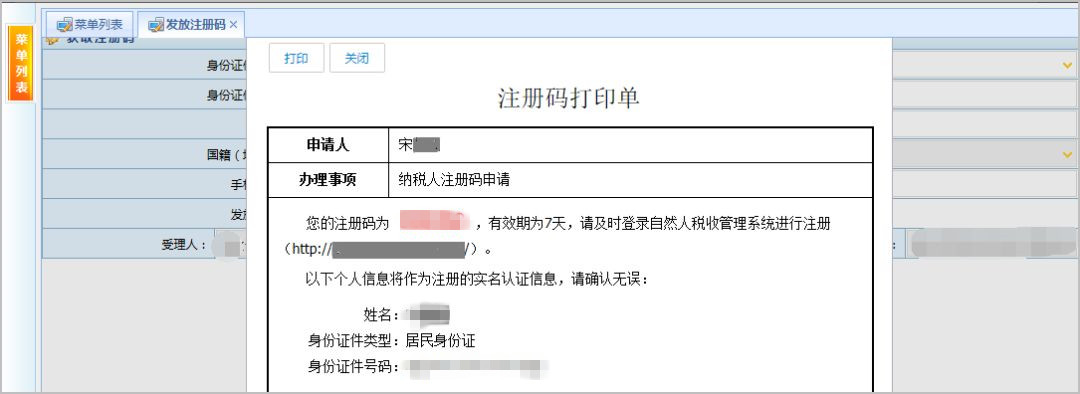 菜单列表
发放注册码
菜单列表
获取注册码
打印
关闭
注册码打印单
身份证
身份证
国籍（
手
发
受理人：
申请人
宋
办理事项
纳税人注册码申请
您的注册码为
，有效期为7天，请及时登录自然人税收管理系统进行注册
（http:// /）。
以下个人信息将作为注册的实名认证信息，请确认无误：
姓名：
身份证件类型：居民身份证
身份证件号码：